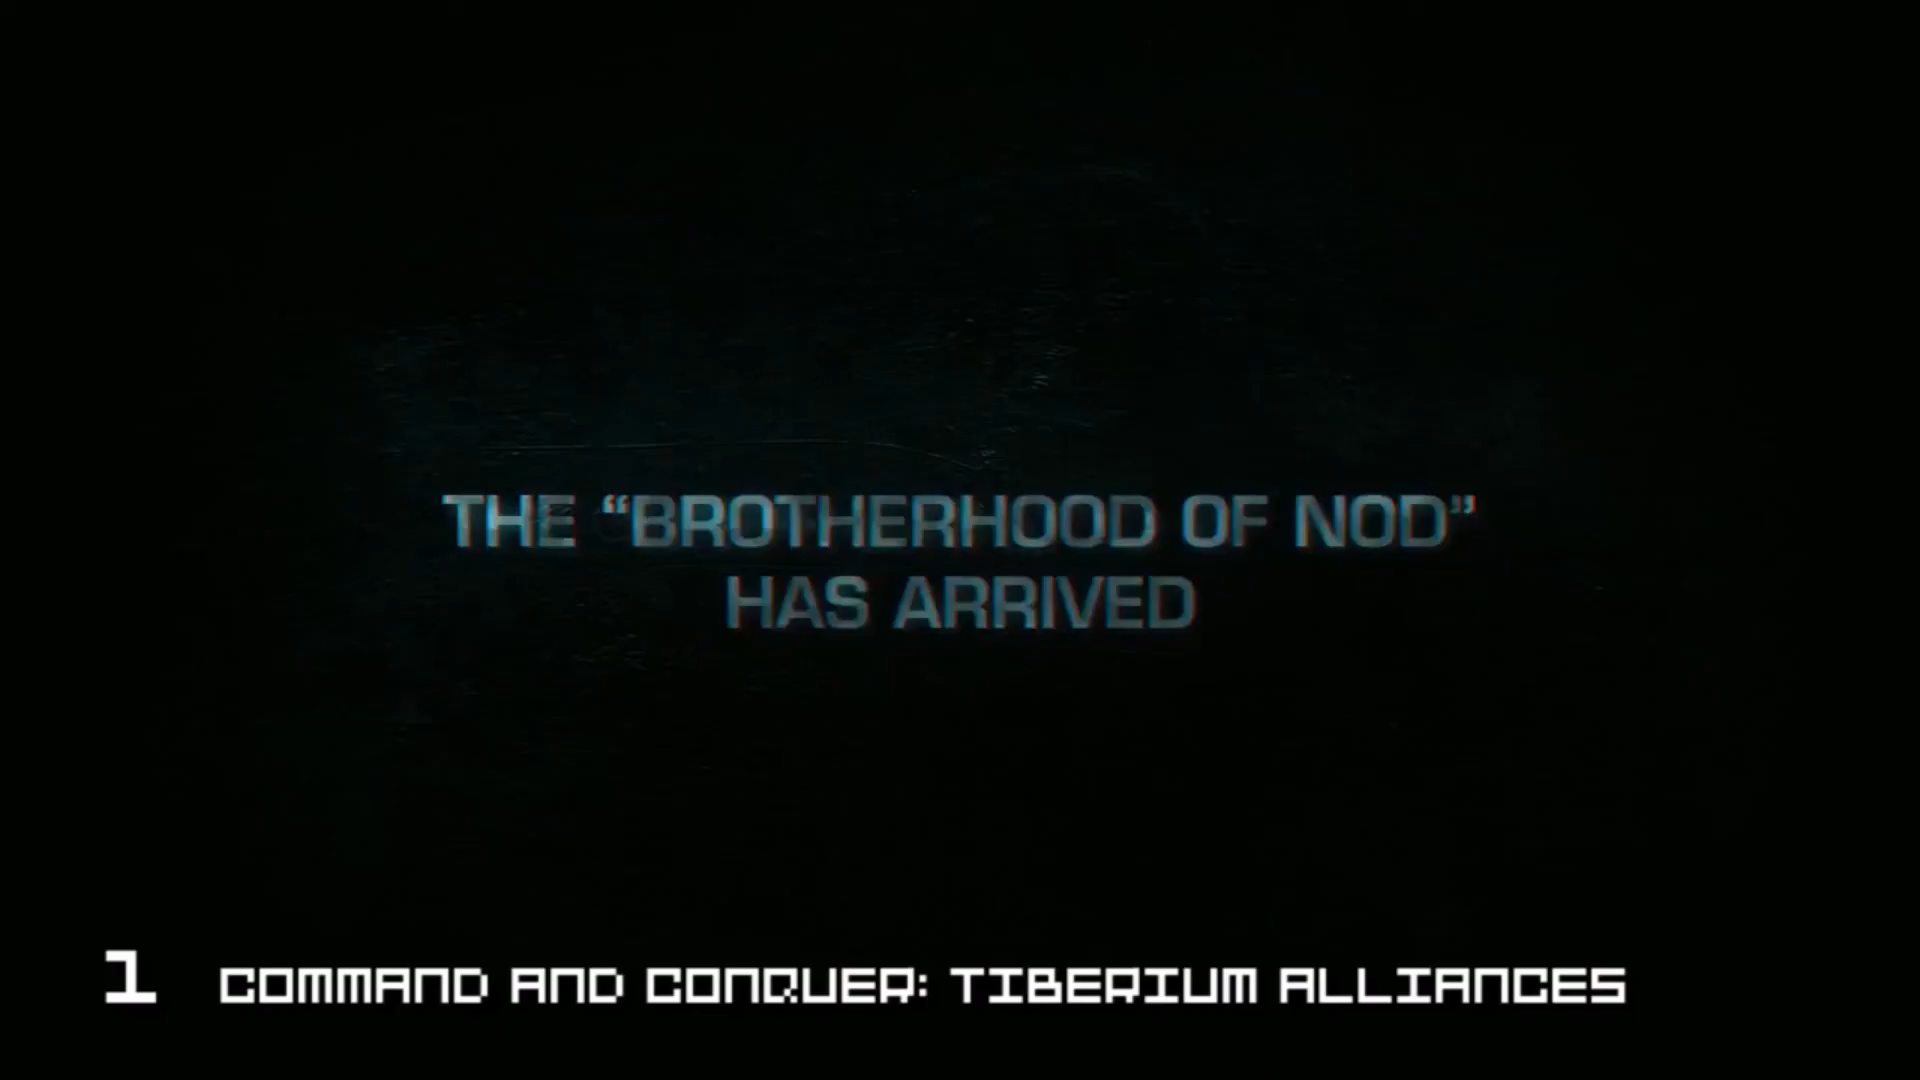 THE “BROTHERHOOD OF NOD”
HAS ARRIVED
1 COMMAND AND CONQUER: TIBERIUM ALLIANCES